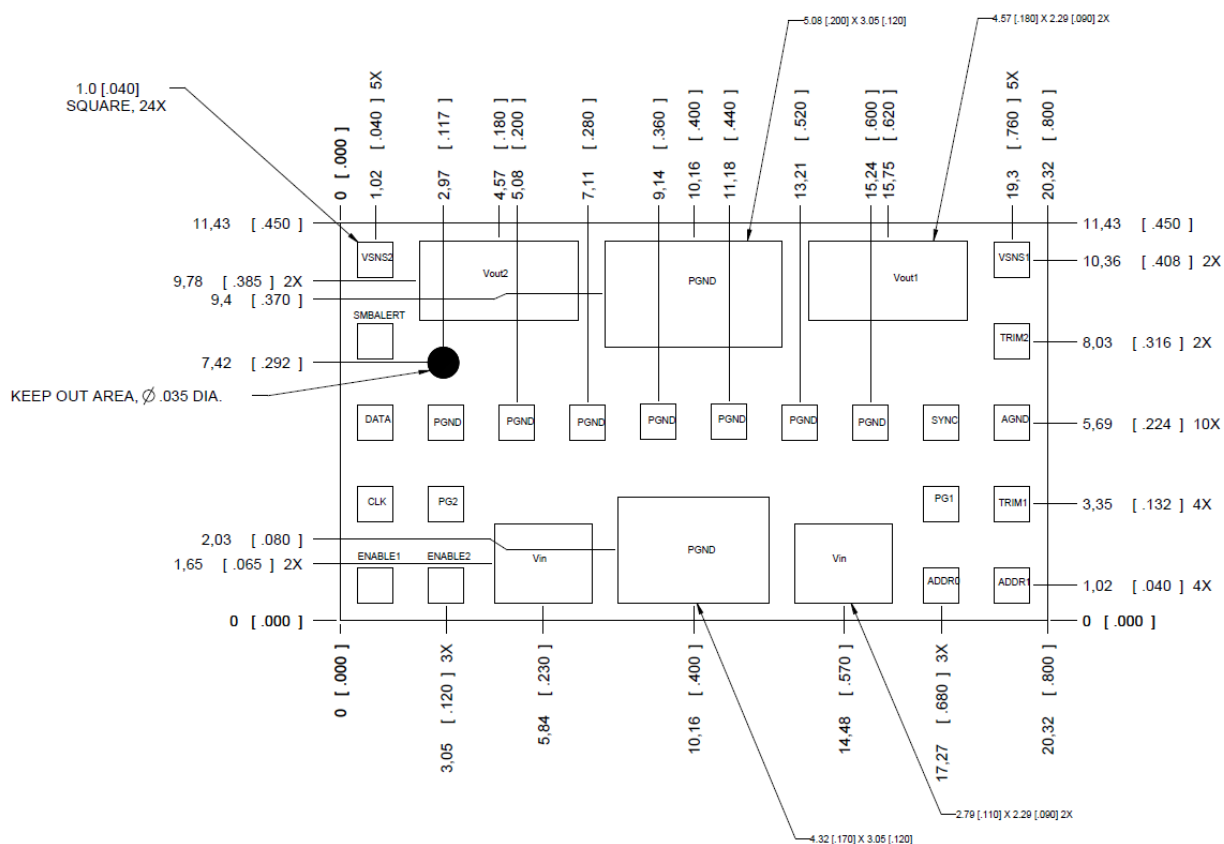 5.08 [.200] X 3.05 [.120]
4.57 [.180] X 2.29 [.090] 2X
1.0 [.040]
SQUARE, 24X
0 [ .000 ]
1,02 [ .040 ] 5X
2,97 [ .117 ]
4,57 [ .180 ]
5,08 [ .200 ]
7,11 [ .280 ]
9,14 [ .360 ]
10,16 [ .400 ]
11,18 [ .440 ]
13,21 [ .520 ]
15,24 [ .600 ]
15,75 [ .620 ]
19,3 [ .760 ] 5X
20,32 [ .800 ]
11,43 [ .450 ]
11,43 [ .450 ]
VSNS2
Vout2
PGND
Vout1
VSNS1
10,36 [ .408 ] 2X
9,78 [ .385 ] 2X
9,4 [ .370 ]
SMBALERT
TRIM2
8,03 [ .316 ] 2X
7,42 [ .292 ]
KEEP OUT AREA, Ø .035 DIA.
DATA
PGND
PGND
PGND
PGND
PGND
PGND
PGND
SYNC
AGND
5,69 [ .224 ] 10X
CLK
PG2
PG1
TRIM1
3,35 [ .132 ] 4X
2,03 [ .080 ]
PGND
1,65 [ .065 ] 2X
ENABLE1
ENABLE2
Vin
Vin
ADDR0
ADDR1
1,02 [ .040 ] 4X
0 [ .000 ]
0 [ .000 ]
0 [ .000 ]
3,05 [ .120 ] 3X
5,84 [ .230 ]
10,16 [ .400 ]
14,48 [ .570 ]
17,27 [ .680 ] 3X
20,32 [ .800 ]
2.79 [.110] X 2.29 [.090] 2X
4.32 [.170] X 3.05 [.120]